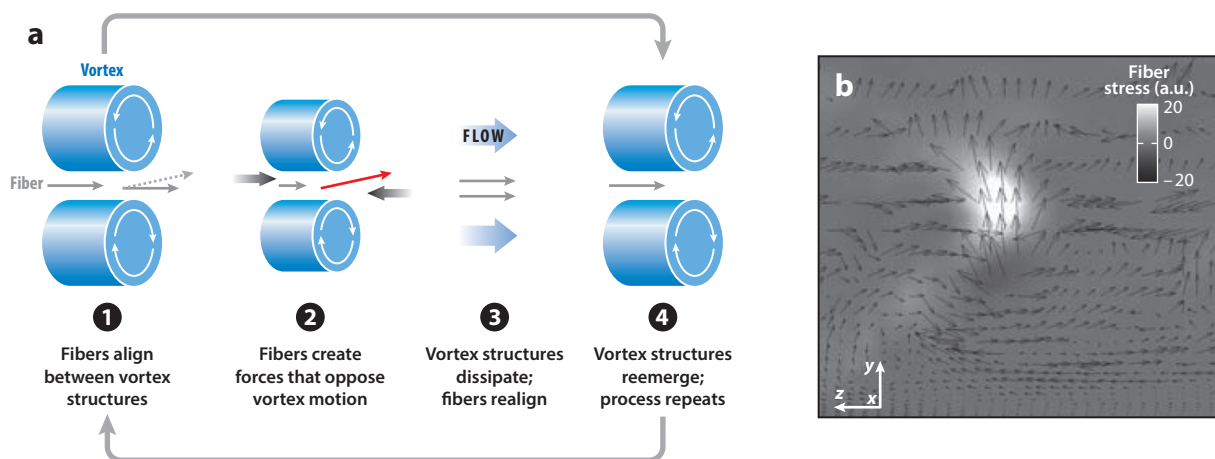 a
Vortex
Fiber
FLOW
1
Fibers align
between vortex
structures
2
Fibers create
forces that oppose
vortex motion
3
Vortex structures
dissipate;
fibers realign
4
Vortex structures
reemerge;
process repeats
b
Fiber
stress (a.u.)
20
0
−20
y
z
x